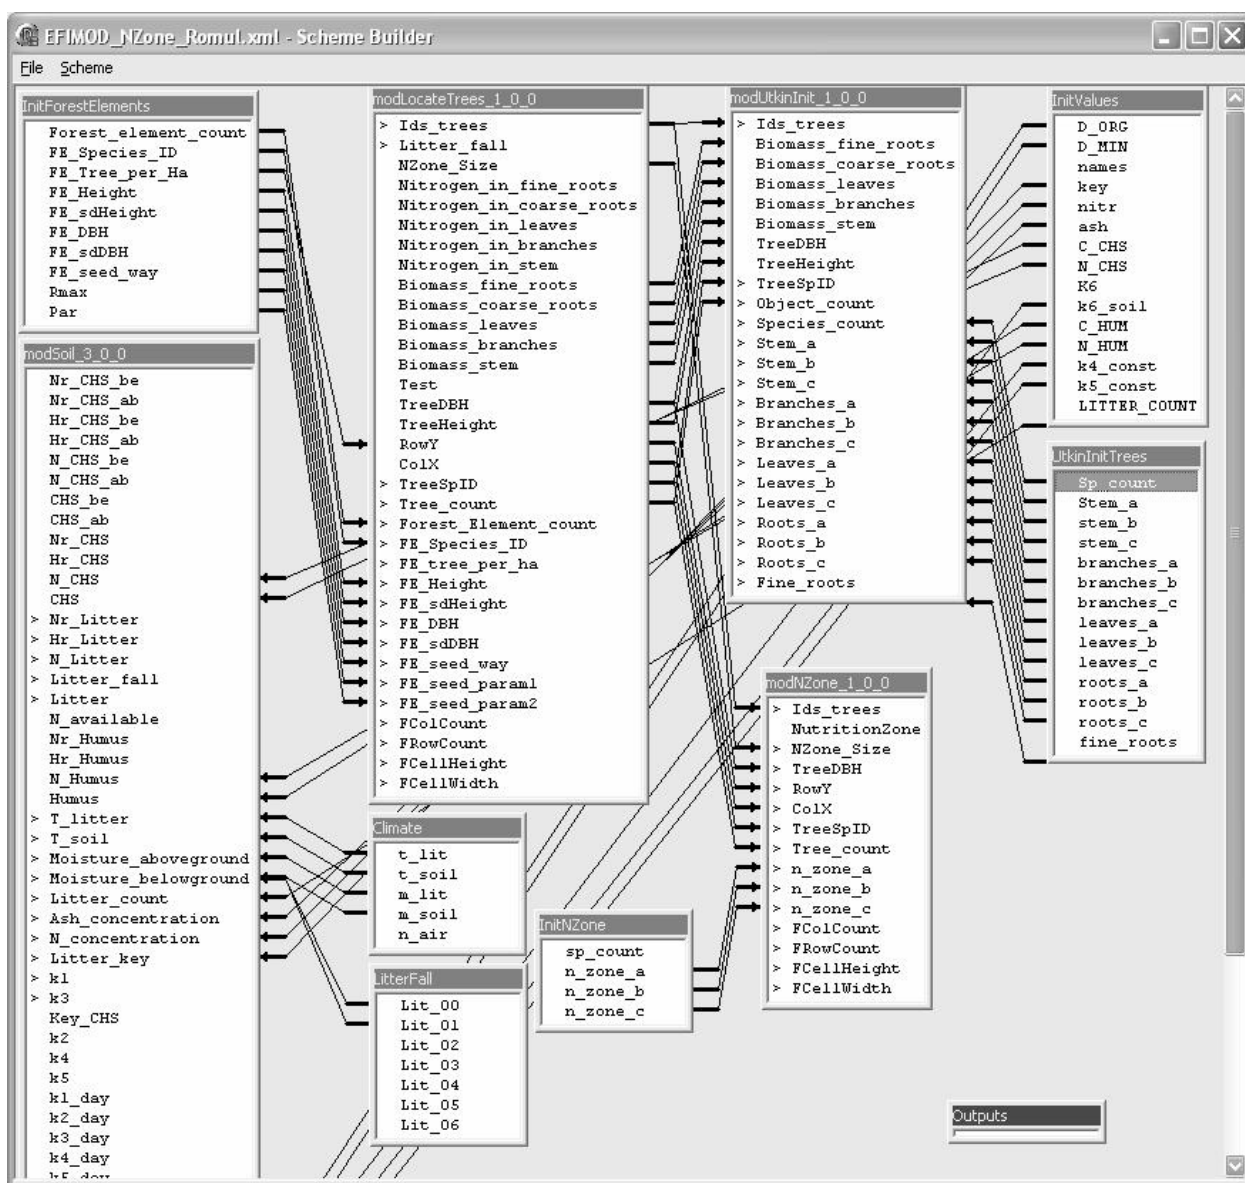 EFIMOD_NZone_Romul.xml - Scheme Builder
File Scheme
InitForestElements
Forest_element_count
FE_Species_ID
FE_Tree_per_Ha
FE_Height
FE_sdHeight
FE_DBH
FE_sdDBH
FE_seed_way
Rmax
Par
modSoil_3_0_0
Nr_CHS_be
Nr_CHS_ab
Hr_CHS_be
Hr_CHS_ab
N_CHS_be
N_CHS_ab
CHS_be
CHS_ab
Nr_CHS
Hr_CHS
N_CHS
CHS
> Nr_Litter
> Hr_Litter
> N_Litter
> Litter_fall
> Litter
N_available
Nr_Humus
Hr_Humus
N_Humus
Humus
> T_litter
> T_soil
> Moisture_aboveground
> Moisture_belowground
> Litter_count
> Ash_concentration
> N_concentration
> Litter_key
> k1
> k3
Key_CHS
k2
k4
k5
k1_day
k2_day
k3_day
k4_day
k5_day
modLocateTrees_1_0_0
> Ids_trees
> Litter_fall
NZone_Size
Nitrogen_in_fine_roots
Nitrogen_in_coarse_roots
Nitrogen_in_leaves
Nitrogen_in_branches
Nitrogen_in_stem
Biomass_fine_roots
Biomass_coarse_roots
Biomass_leaves
Biomass_branches
Biomass_stem
Test
TreeDBH
TreeHeight
RowY
ColX
> TreeSpID
> Tree_count
> Forest_Element_count
> FE_Species_ID
> FE_tree_per_ha
> FE_Height
> FE_sdHeight
> FE_DBH
> FE_sdDBH
> FE_seed_way
> FE_seed_param1
> FE_seed_param2
> FColCount
> FRowCount
> FCellHeight
> FCellWidth
Climate
t_lit
t_soil
m_lit
m_soil
n_air
LitterFall
Lit_00
Lit_01
Lit_02
Lit_03
Lit_04
Lit_05
Lit_06
InitNZone
sp_count
n_zone_a
n_zone_b
n_zone_c
modUtkinInit_1_0_0
> Ids_trees
Biomass_fine_roots
Biomass_coarse_roots
Biomass_leaves
Biomass_branches
Biomass_stem
TreeDBH
TreeHeight
> TreeSpID
> Object_count
> Species_count
> Stem_a
> Stem_b
> Stem_c
> Branches_a
> Branches_b
> Branches_c
> Leaves_a
> Leaves_b
> Leaves_c
> Roots_a
> Roots_b
> Roots_c
> Fine_roots
modNZone_1_0_0
> Ids_trees
NutritionZone
> NZone_Size
> TreeDBH
> RowY
> ColX
> TreeSpID
> Tree_count
> n_zone_a
> n_zone_b
> n_zone_c
> FColCount
> FRowCount
> FCellHeight
> FCellWidth
InitValues
D_ORG
D_MIN
names
key
nitr
ash
C_CHS
N_CHS
K6
k6_soil
C_HUM
N_HUM
k4_const
k5_const
LITTER_COUNT
UtkinInitTrees
Sp_count
Stem_a
stem_b
stem_c
branches_a
branches_b
branches_c
leaves_a
leaves_b
leaves_c
roots_a
roots_b
roots_c
fine_roots
Outputs